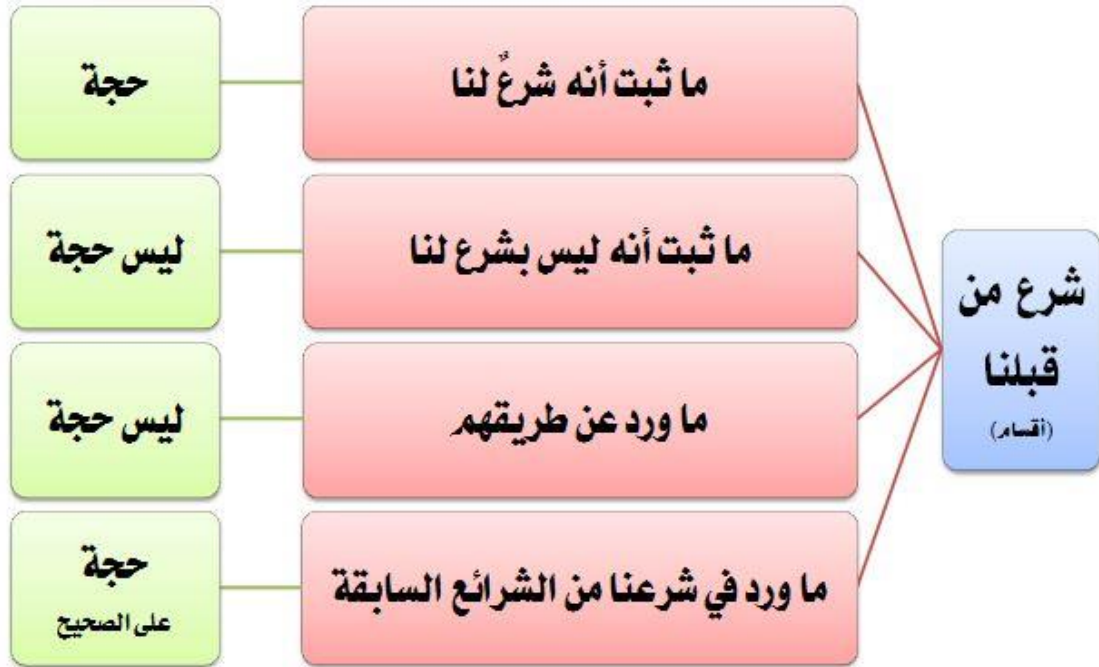 شرع من
قبلنا
(أقسام)
ما ثبت أنه شرعٌ لنا
حجة
ما ثبت أنه ليس بشرع لنا
ليس حجة
ما ورد عن طريقهم
ليس حجة
ما ورد في شرعنا من الشرائع السابقة
حجة
على الصحيح